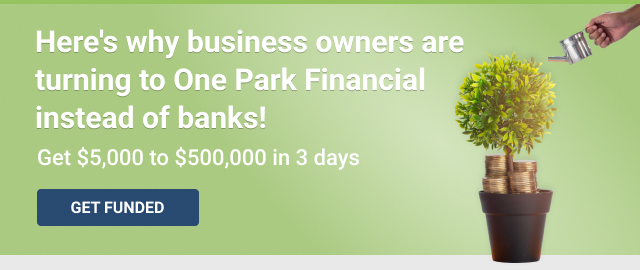 Here's why business owners are
turning to One Park Financial
instead of banks!
Get $5,000 to $500,000 in 3 days
GET FUNDED